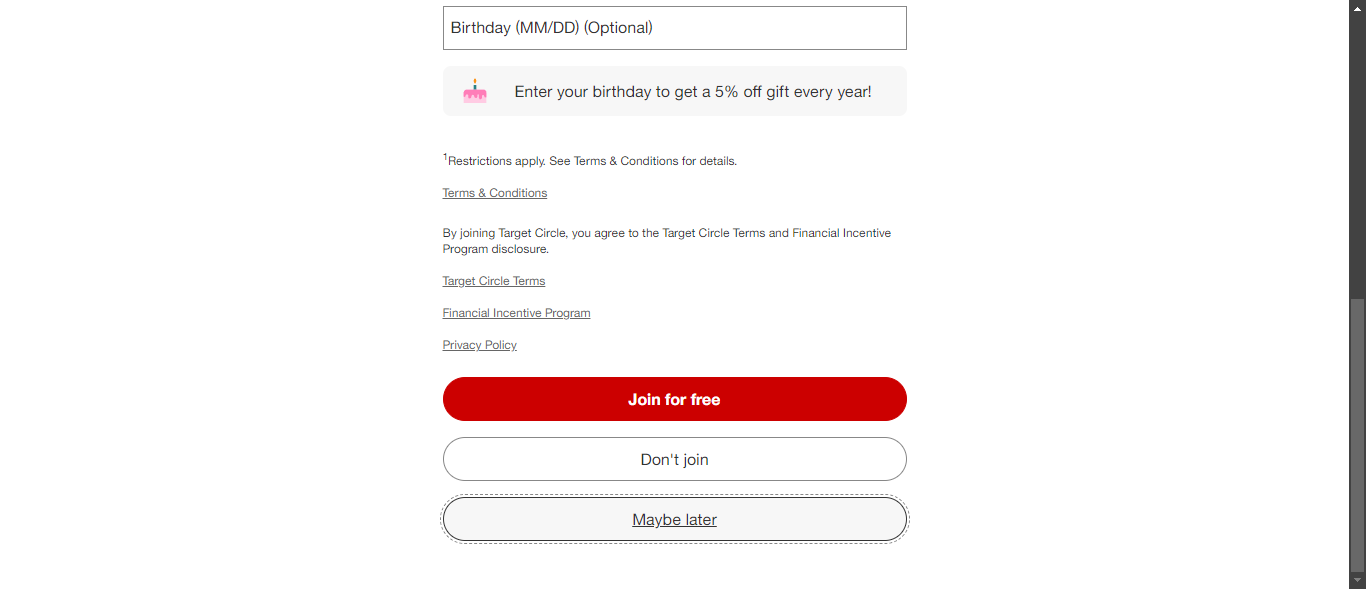 Birthday (MM/DD) (Optional)
Enter your birthday to get a 5% off gift every year!
1Restrictions apply. See Terms & Conditions for details.
Terms & Conditions
By joining Target Circle, you agree to the Target Circle Terms and Financial Incentive
Program disclosure.
Target Circle Terms
Financial Incentive Program
Privacy Policy
Join for free
Don't join
Maybe later